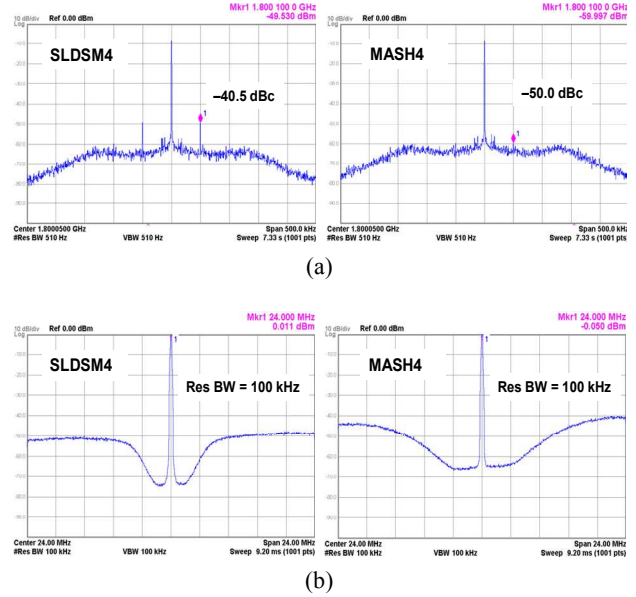 Mkr1 1.800 100 0 GHz
10 dB/div Ref 0.00 dBm -49.530 dBm
Log
SLDSM4
-40.5 dBc
1
Center 1.8000500 GHz Span 500.0 kHz
#Res BW 510 Hz VBW 510 Hz Sweep 7.33 s (1001 pts)
Mkr1 1.800 100 0 GHz
10 dB/div Ref 0.00 dBm -59.997 dBm
Log
MASH4
-50.0 dBc
1
Center 1.8000500 GHz Span 500.0 kHz
#Res BW 510 Hz VBW 510 Hz Sweep 7.33 s (1001 pts)
(a)
Mkr1 24.000 MHz
10 dB/div Ref 0.00 dBm 0.011 dBm
Log
1
SLDSM4
Res BW = 100 kHz
Center 24.00 MHz Span 24.00 MHz
#Res BW 100 kHz VBW 100 kHz Sweep 9.20 ms (1001 pts)
Mkr1 24.000 MHz
10 dB/div Ref 0.00 dBm -0.050 dBm
Log
1
MASH4
Res BW = 100 kHz
Center 24.00 MHz Span 24.00 MHz
#Res BW 100 kHz VBW 100 kHz Sweep 9.20 ms (1001 pts)
(b)